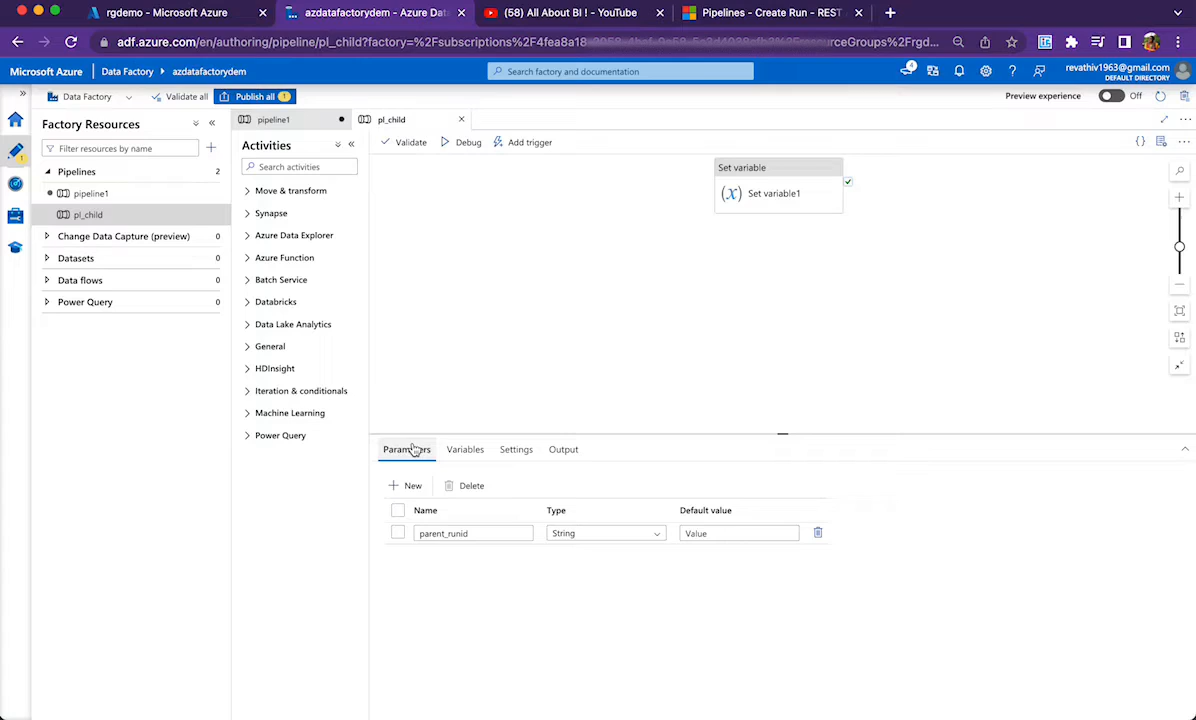 rgdemo - Microsoft Azure
azdatafactorydem - Azure Data
(58) All About BI ! - YouTube
Pipelines - Create Run - REST
Microsoft Azure
Data Factory
azdatafactorydem
Search factory and documentation
revathiv1963@gmail.com
DEFAULT DIRECTORY
Data Factory
Validate all
Publish all
1
Preview experience
Off
Factory Resources
Filter resources by name
Pipelines
2
pipeline1
pl_child
Change Data Capture (preview)
0
Datasets
0
Data flows
0
Power Query
0
pipeline1
pl_child
Activities
Search activities
Move & transform
Synapse
Azure Data Explorer
Azure Function
Batch Service
Databricks
Data Lake Analytics
General
HDInsight
Iteration & conditionals
Machine Learning
Power Query
Validate
Debug
Add trigger
Set variable
(x)
Set variable1
Parameters
Variables
Settings
Output
New
Delete
Name
Type
Default value
parent_runid
String
Value